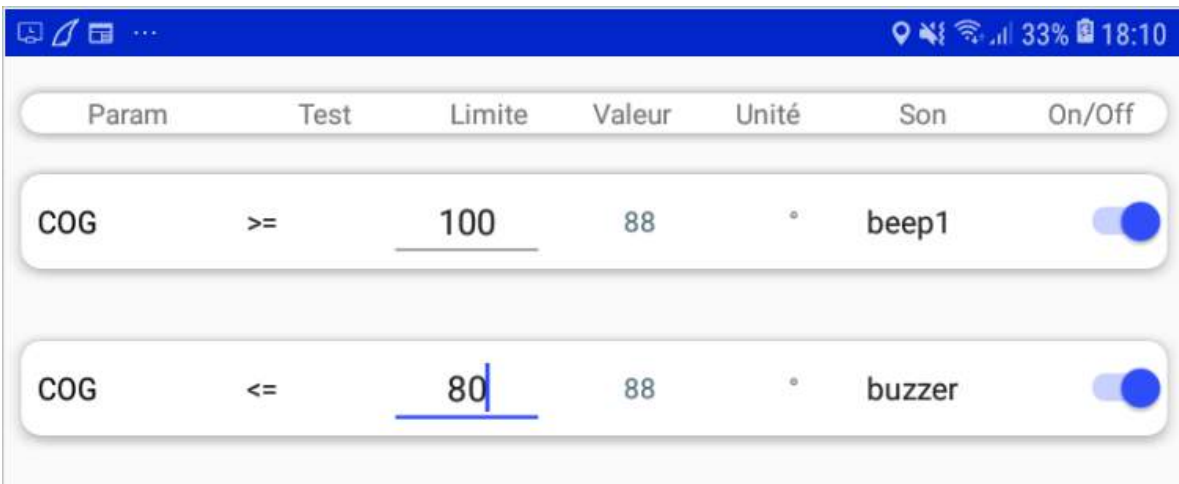 33% 18:10
Param Test Limite Valeur Unité Son On/Off
COG >= 100 88 ° beep1
COG <= 80 88 ° buzzer